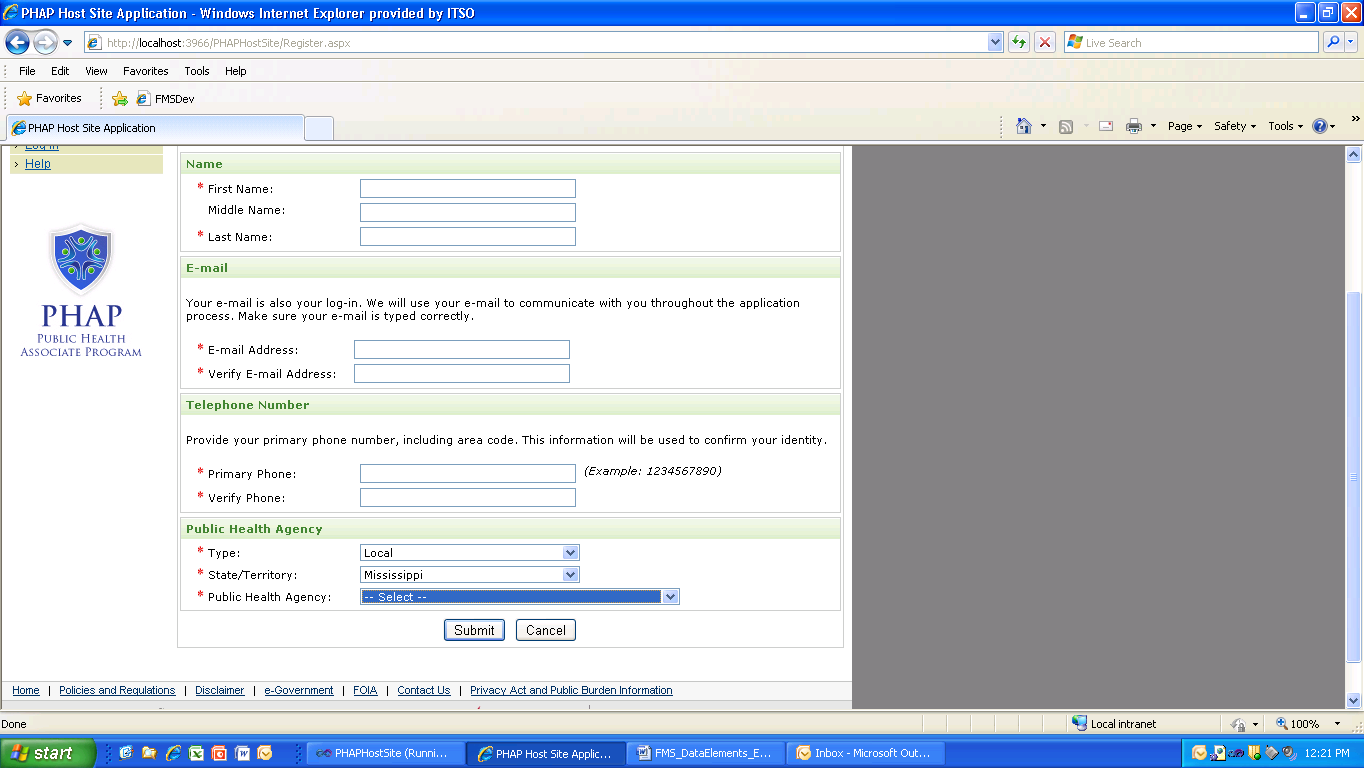 PHAP Host Site Application - Windows Internet Explorer provided by ITSO
http://localhost:3966/PHAPHostSite/Register.aspx
Live Search
File Edit View Favorites Tools Help
Favorites FMSDev
PHAP Host Site Application
Page Safety Tools
Log in
Help
PHAP
PUBLIC HEALTH
ASSOCIATE PROGRAM
Name
* First Name:
Middle Name:
* Last Name:
E-mail
Your e-mail is also your log-in. We will use your e-mail to communicate with you throughout the application
process. Make sure your e-mail is typed correctly.
* E-mail Address:
* Verify E-mail Address:
Telephone Number
Provide your primary phone number, including area code. This information will be used to confirm your identity.
* Primary Phone: (Example: 1234567890)
* Verify Phone:
Public Health Agency
* Type: Local
* State/Territory: Mississippi
* Public Health Agency: -- Select --
Submit Cancel
Home | Policies and Regulations | Disclaimer | e-Government | FOIA | Contact Us | Privacy Act and Public Burden Information
Done Local intranet 100%
start PHAPHostSite (Runni... PHAP Host Site Applic... FMS_DataElements_E... Inbox - Microsoft Out... 12:21 PM